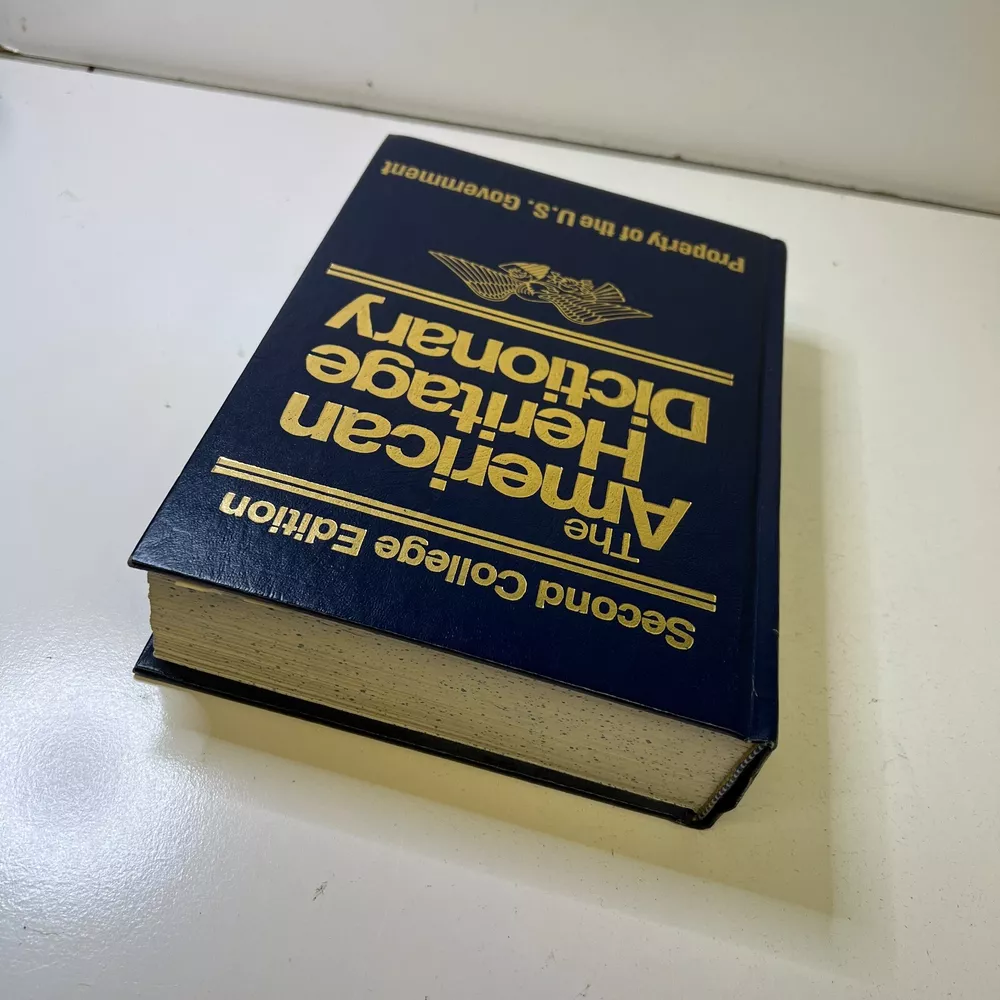 Second College Edition
The
American
Heritage
Dictionary
Property of the U.S. Government